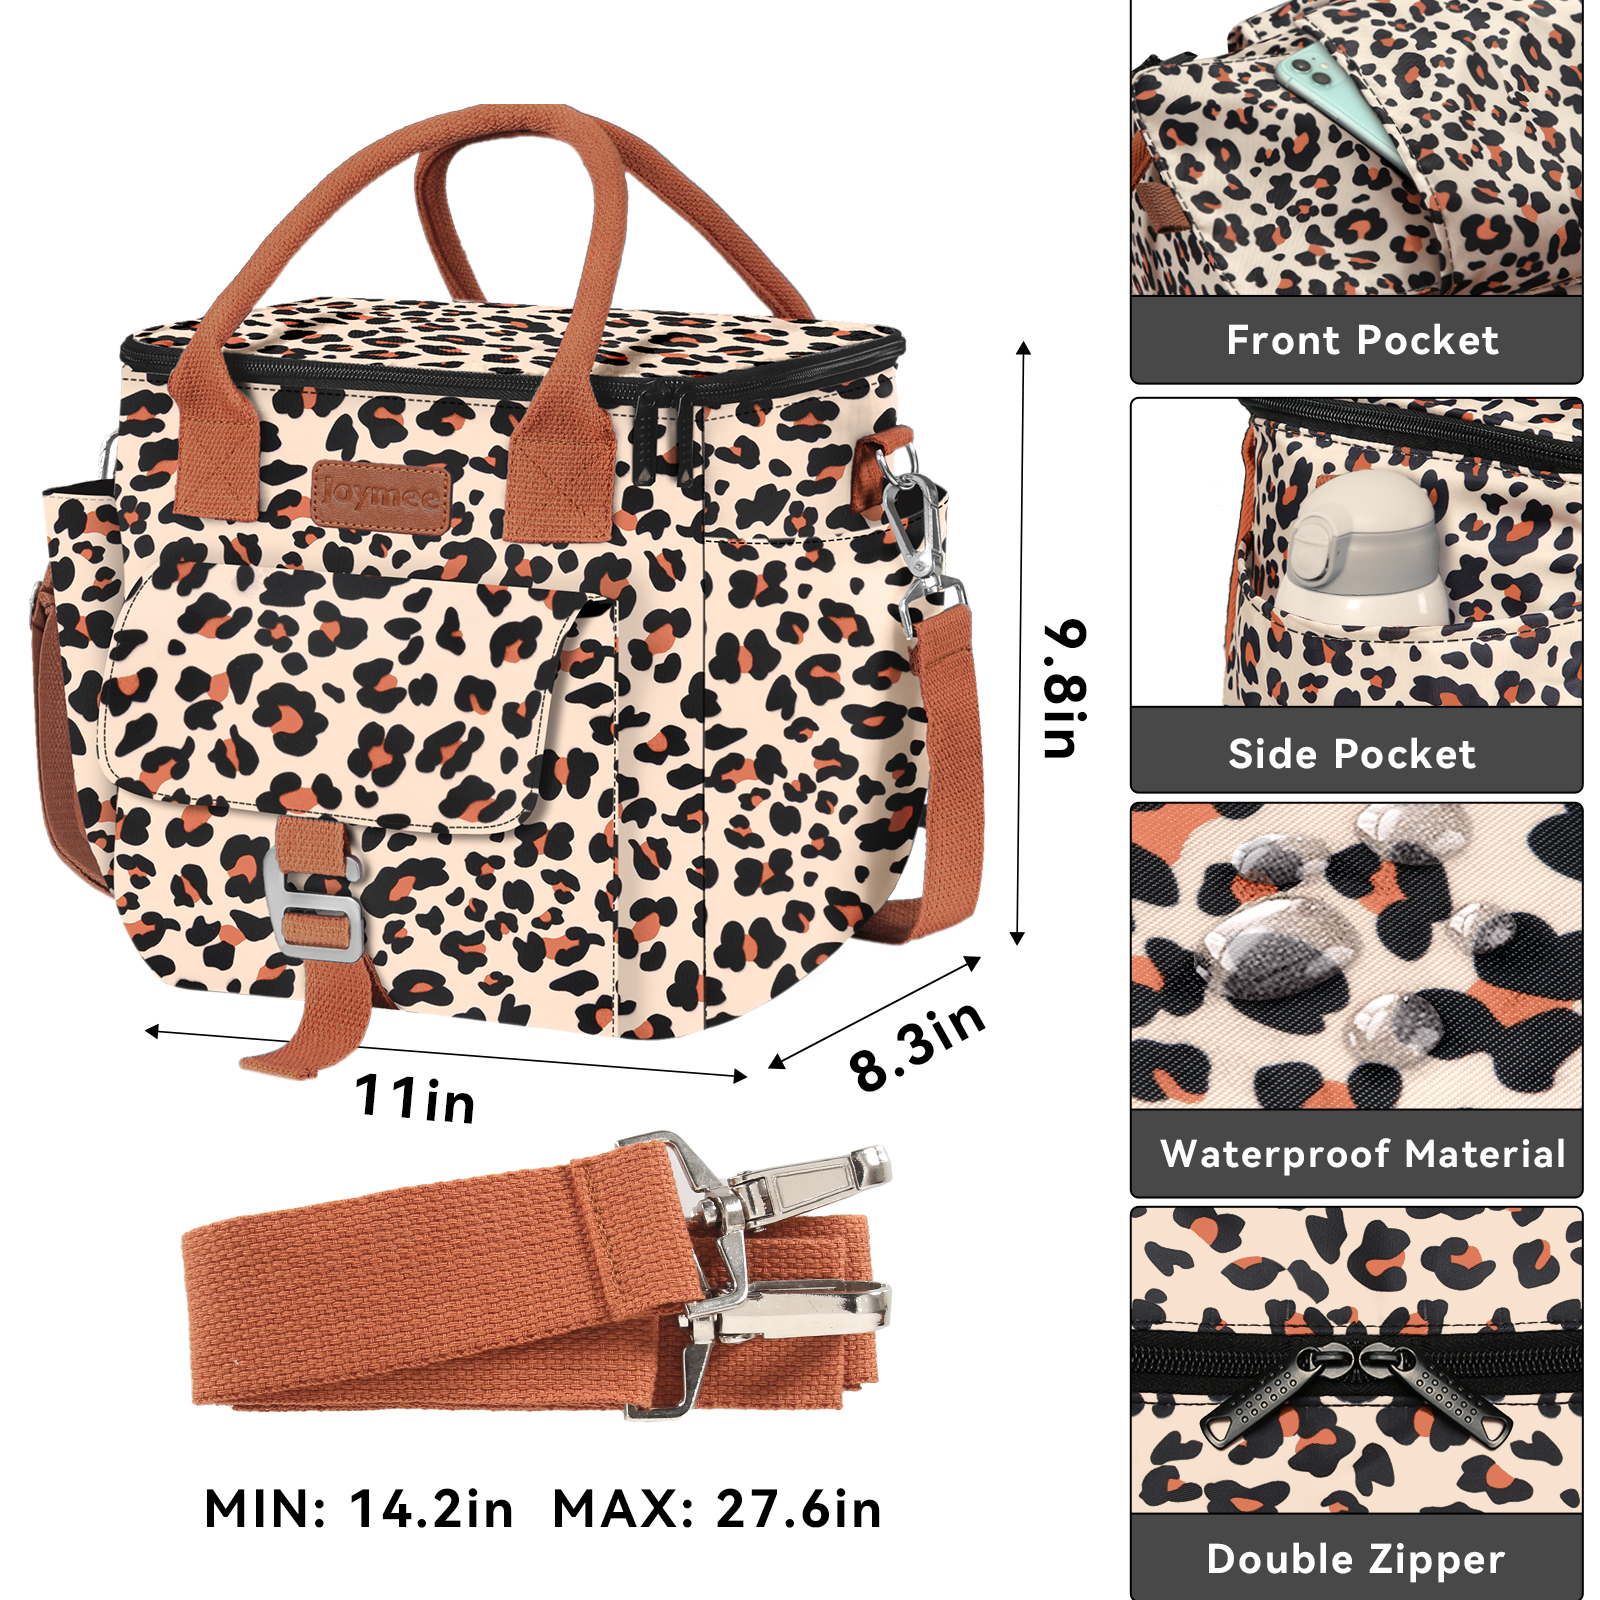 Joymee
9.8in
8.3in
11in
MIN: 14.2in MAX: 27.6in
Front Pocket
Side Pocket
Waterproof Material
Double Zipper